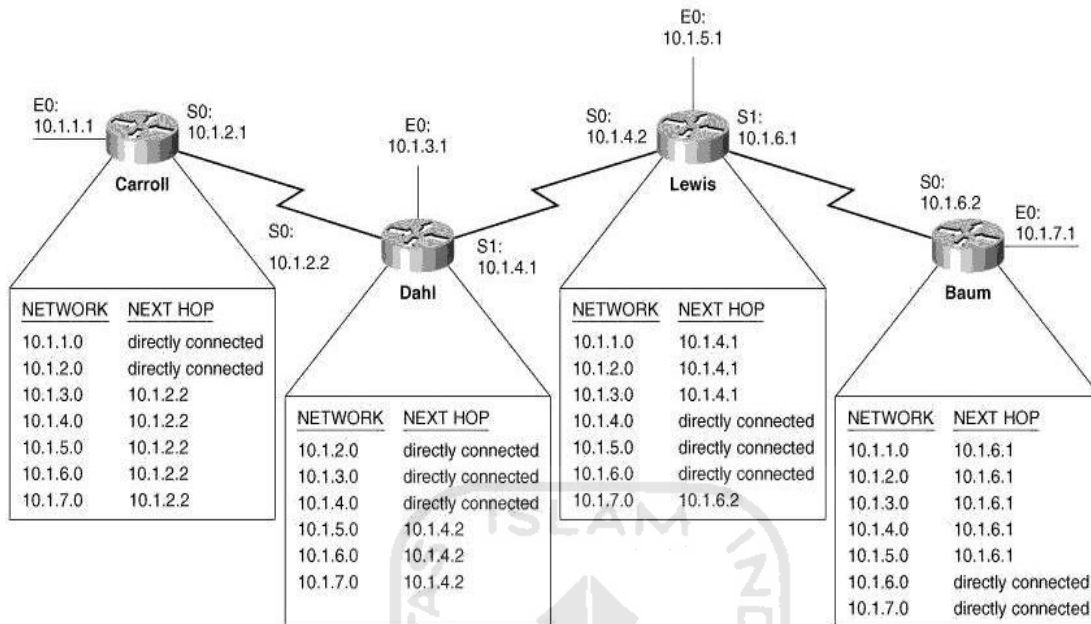 E0:
10.1.5.1
E0:
10.1.1.1
S0:
10.1.2.1
Carroll
E0:
10.1.3.1
S0:
10.1.4.2
S1:
10.1.6.1
Lewis
S0:
10.1.2.2
S1:
10.1.4.1
Dahl
S0:
10.1.6.2
E0:
10.1.7.1
Baum
NETWORK NEXT HOP
10.1.1.0 directly connected
10.1.2.0 directly connected
10.1.3.0 10.1.2.2
10.1.4.0 10.1.2.2
10.1.5.0 10.1.2.2
10.1.6.0 10.1.2.2
10.1.7.0 10.1.2.2
NETWORK NEXT HOP
10.1.2.0 directly connected
10.1.3.0 directly connected
10.1.4.0 directly connected
10.1.5.0 10.1.4.2
10.1.6.0 10.1.4.2
10.1.7.0 10.1.4.2
NETWORK NEXT HOP
10.1.1.0 10.1.4.1
10.1.2.0 10.1.4.1
10.1.3.0 10.1.4.1
10.1.4.0 directly connected
10.1.5.0 directly connected
10.1.6.0 directly connected
10.1.7.0 10.1.6.2
NETWORK NEXT HOP
10.1.1.0 10.1.6.1
10.1.2.0 10.1.6.1
10.1.3.0 10.1.6.1
10.1.4.0 10.1.6.1
10.1.5.0 10.1.6.1
10.1.6.0 directly connected
10.1.7.0 directly connected
ISLAM